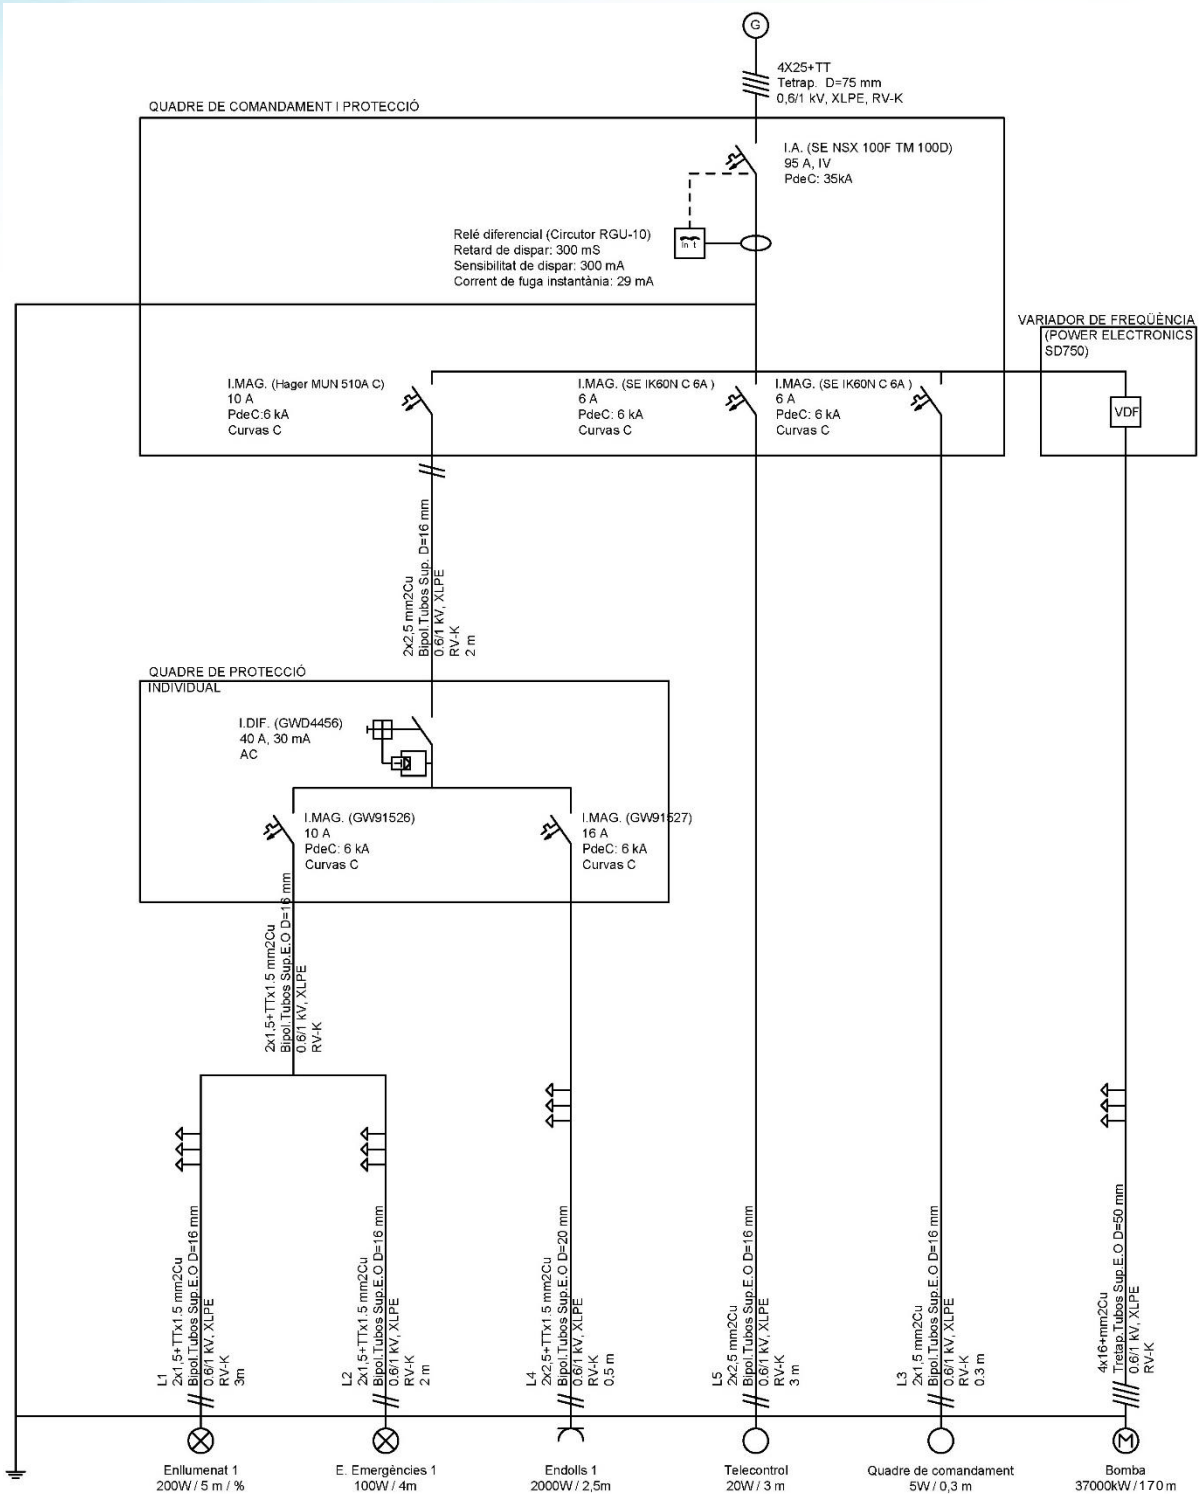 G
4X25+TT
Tetrap. D=75 mm
0,6/1 kV, XLPE, RV-K
QUADRE DE COMANDAMENT I PROTECCIÓ
I.A. (SE NSX 100F TM 100D)
95 A, IV
PdeC: 35kA
Relé diferencial (Circutor RGU-10)
Retard de dispar: 300 mS
Sensibilitat de dispar: 300 mA
Corrent de fuga instantània: 29 mA
In t
VARIADOR DE FREQÜÈNCIA
(POWER ELECTRONICS
SD750)
VDF
I.MAG. (Hager MUN 510A C)
10 A
PdeC:6 kA
Curvas C
I.MAG. (SE IK60N C 6A )
6 A
PdeC: 6 kA
Curvas C
I.MAG. (SE IK60N C 6A )
6 A
PdeC: 6 kA
Curvas C
2x2,5 mm2Cu
Bipol.Tubos Sup. D=16 mm
0.6/1 kV, XLPE
RV-K
2 m
QUADRE DE PROTECCIÓ
INDIVIDUAL
I.DIF. (GWD4456)
40 A, 30 mA
AC
I.MAG. (GW91526)
10 A
PdeC: 6 kA
Curvas C
I.MAG. (GW91527)
16 A
PdeC: 6 kA
Curvas C
2x1,5+TTx1.5 mm2Cu
Bipol.Tubos Sup.E.O D=16 mm
0.6/1 kV, XLPE
RV-K
L1
2x1,5+TTx1.5 mm2Cu
Bipol.Tubos Sup.E.O D=16 mm
0.6/1 kV, XLPE
RV-K
3m
L2
2x1,5+TTx1.5 mm2Cu
Bipol.Tubos Sup.E.O D=16 mm
0.6/1 kV, XLPE
RV-K
2 m
L4
2x2,5+TTx1.5 mm2Cu
Bipol.Tubos Sup.E.O D=20 mm
0.6/1 kV, XLPE
RV-K
0,5 m
L5
2x2,5 mm2Cu
Bipol.Tubos Sup.E.O D=16 mm
0.6/1 kV, XLPE
RV-K
3 m
L3
2x1,5 mm2Cu
Bipol.Tubos Sup.E.O D=16 mm
0.6/1 kV, XLPE
RV-K
0.3 m
4x16+mm2Cu
Tretap.Tubos Sup.E.O D=50 mm
0.6/1 kV, XLPE
RV-K
M
Enllumenat 1
200W / 5 m / %
E. Emergències 1
100W / 4m
Endolls 1
2000W / 2,5m
Telecontrol
20W / 3 m
Quadre de comandament
5W / 0,3 m
Bomba
37000kW / 170 m